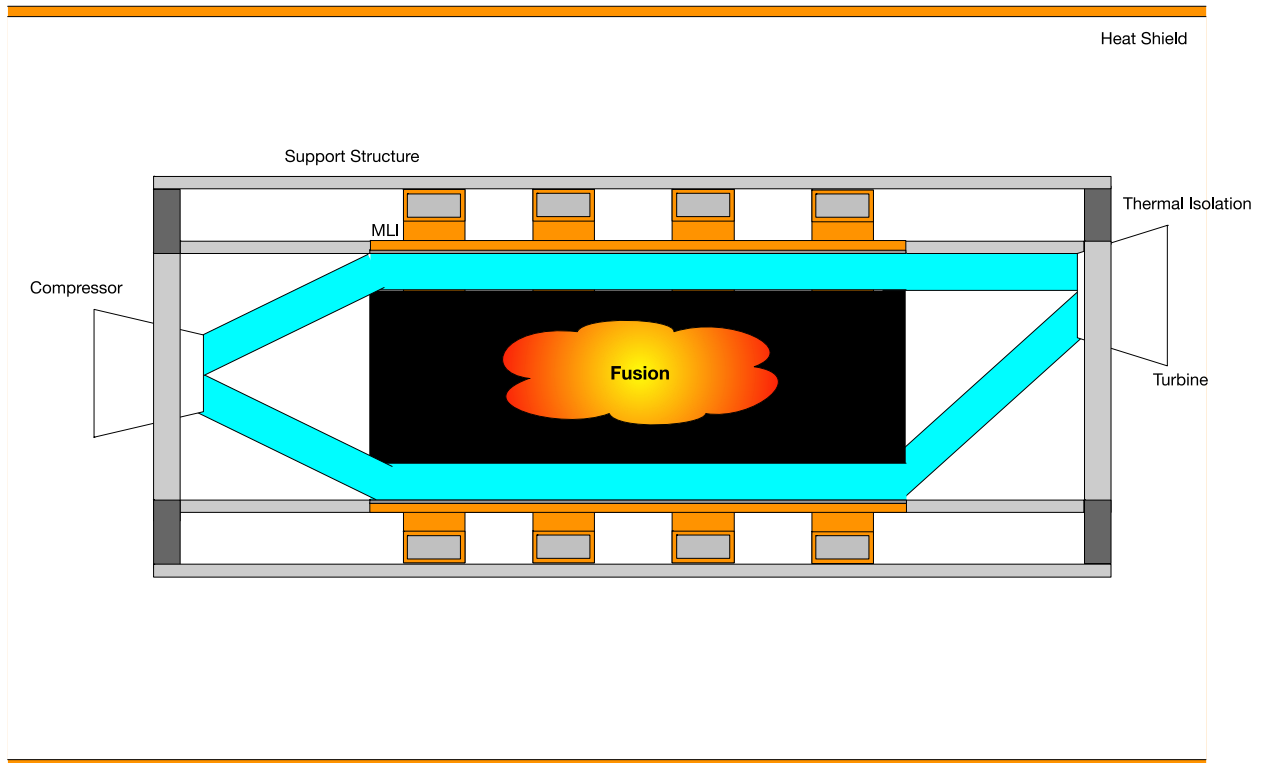 Heat Shield
Support Structure
Thermal Isolation
MLI
Compressor
Fusion
Turbine